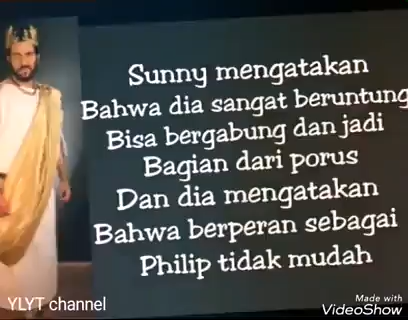 Sunny mengatakan
Bahwa dia sangat beruntung
Bisa bergabung dan jadi
Bagian dari porus
Dan dia mengatakan
Bahwa berperan sebagai
Philip tidak mudah
YLYT channel
Made with
VideoShow